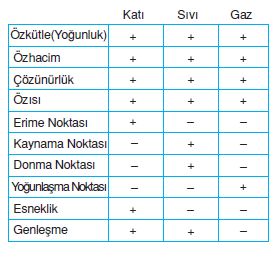 Katı Sıvı Gaz
Özkütle(Yoğunluk) + + +
Özhacim + + +
Çözünürlük + + +
Özısı + + +
Erime Noktası + – –
Kaynama Noktası – + –
Donma Noktası – + –
Yoğunlaşma Noktası – – +
Esneklik + – –
Genleşme + + –